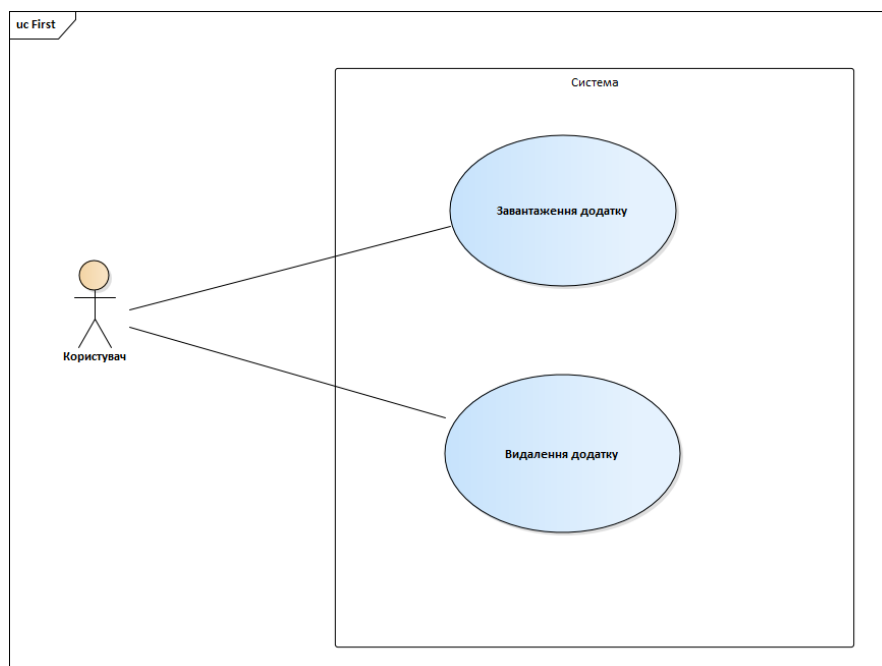 uc First
Система
Завантаження додатку
Користувач
Видалення додатку